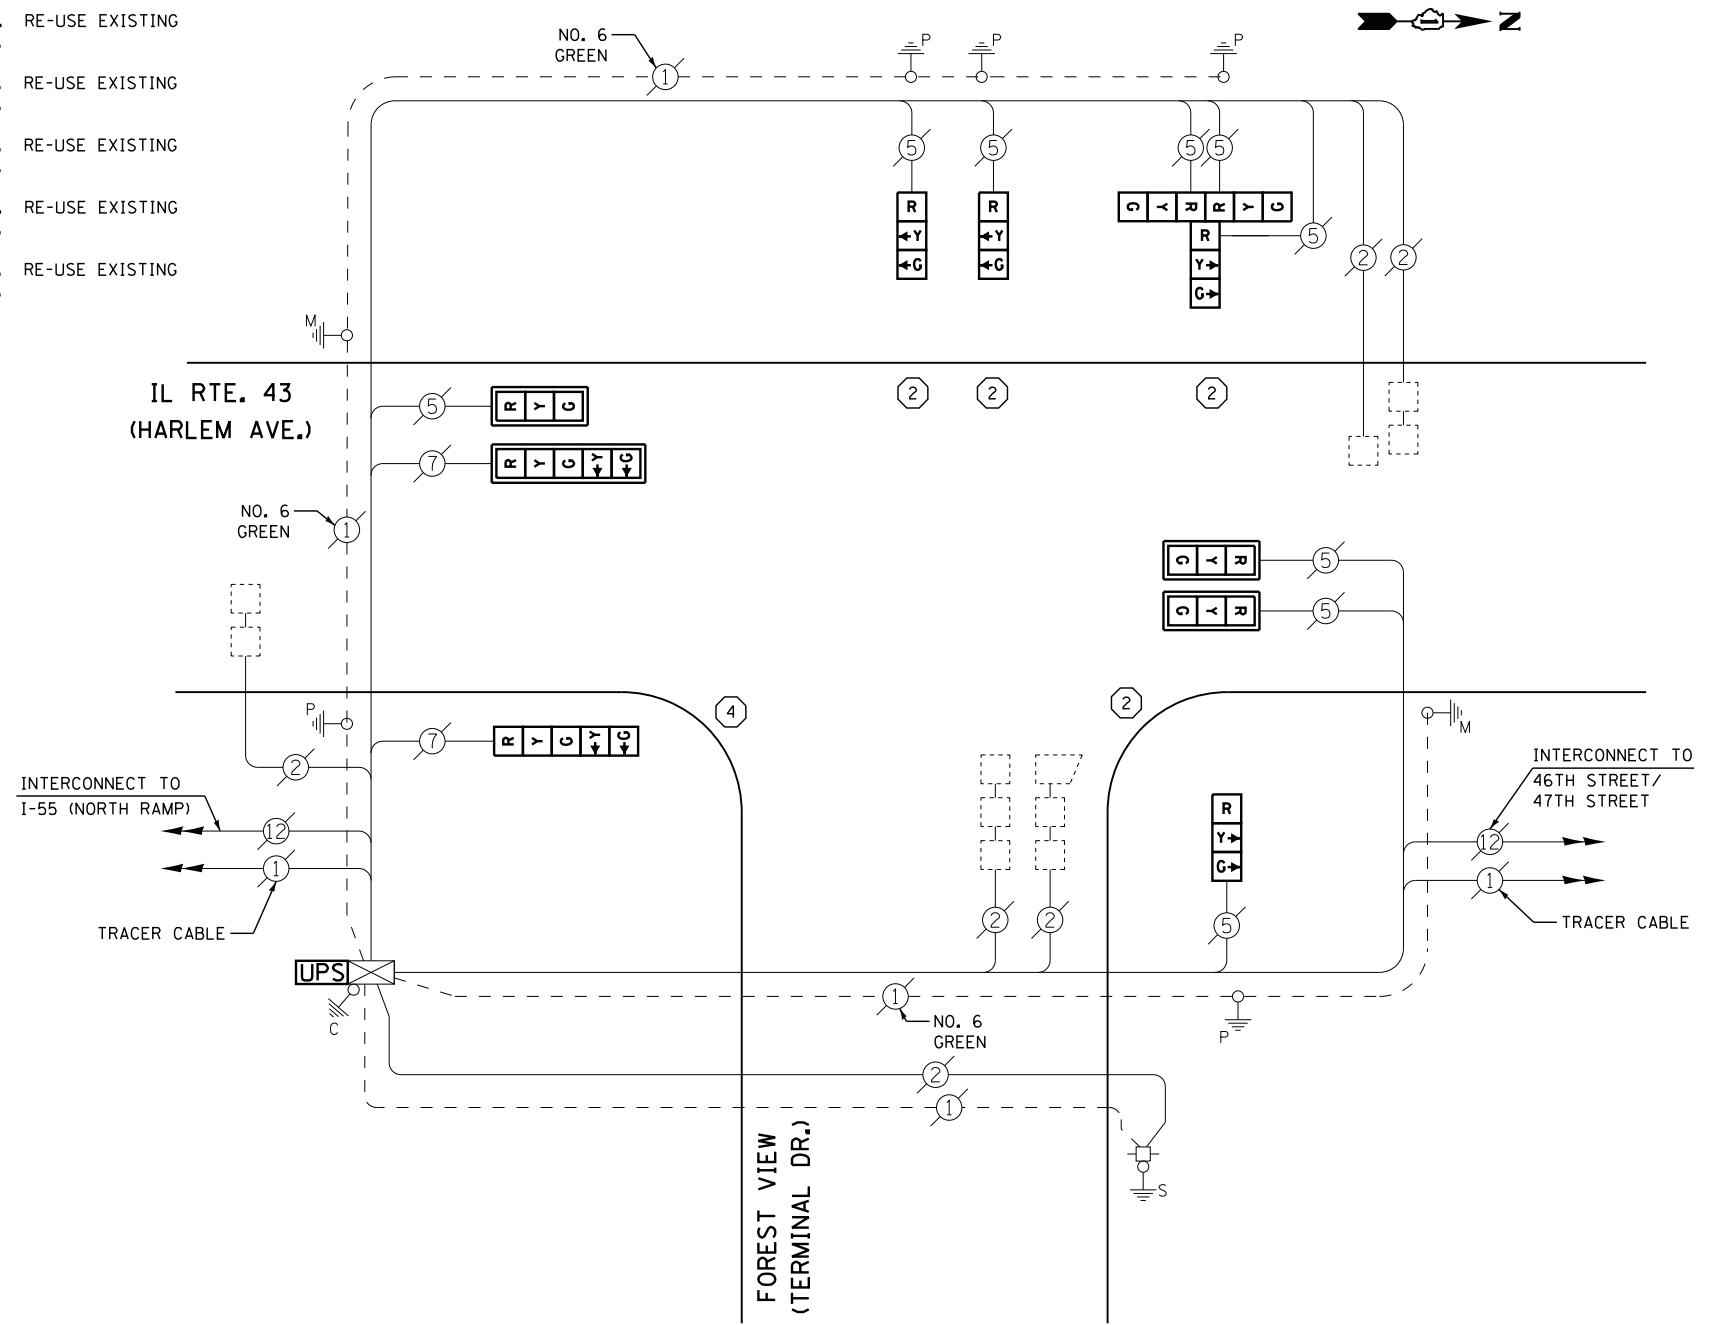 . RE-USE EXISTING
. RE-USE EXISTING
. RE-USE EXISTING
. RE-USE EXISTING
. RE-USE EXISTING
N
NO. 6
GREEN
1
P
P
P
5
5
5
5
R
Y
G
R
Y
G
G Y R R Y G
R
Y
G
5
2
2
M
IL RTE. 43
(HARLEM AVE.)
2
2
2
5
R Y G
7
R Y G Y G
NO. 6
GREEN
1
G Y R
5
G Y R
5
P
4
2
M
7
R Y G Y G
2
INTERCONNECT TO
I-55 (NORTH RAMP)
12
1
TRACER CABLE
INTERCONNECT TO
46TH STREET/
47TH STREET
12
1
TRACER CABLE
R
Y
G
2
2
5
UPS
C
1
NO. 6
GREEN
P
2
1
S
FOREST VIEW
(TERMINAL DR.)